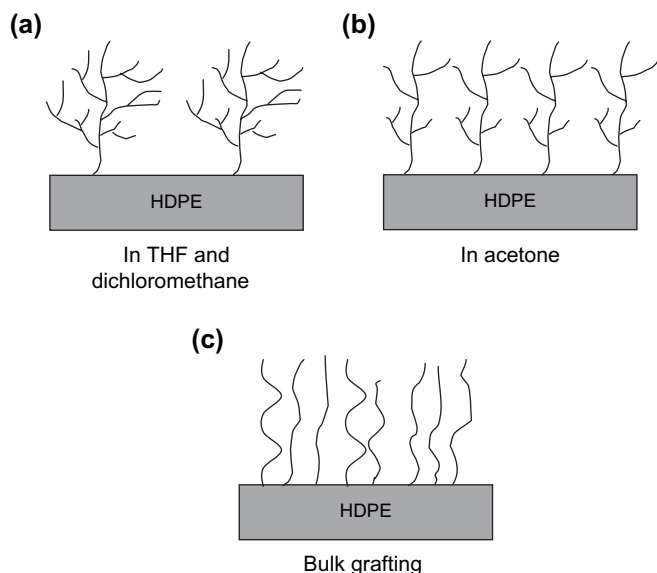 (a)
(b)
HDPE
HDPE
In THF and
dichloromethane
In acetone
(c)
HDPE
Bulk grafting